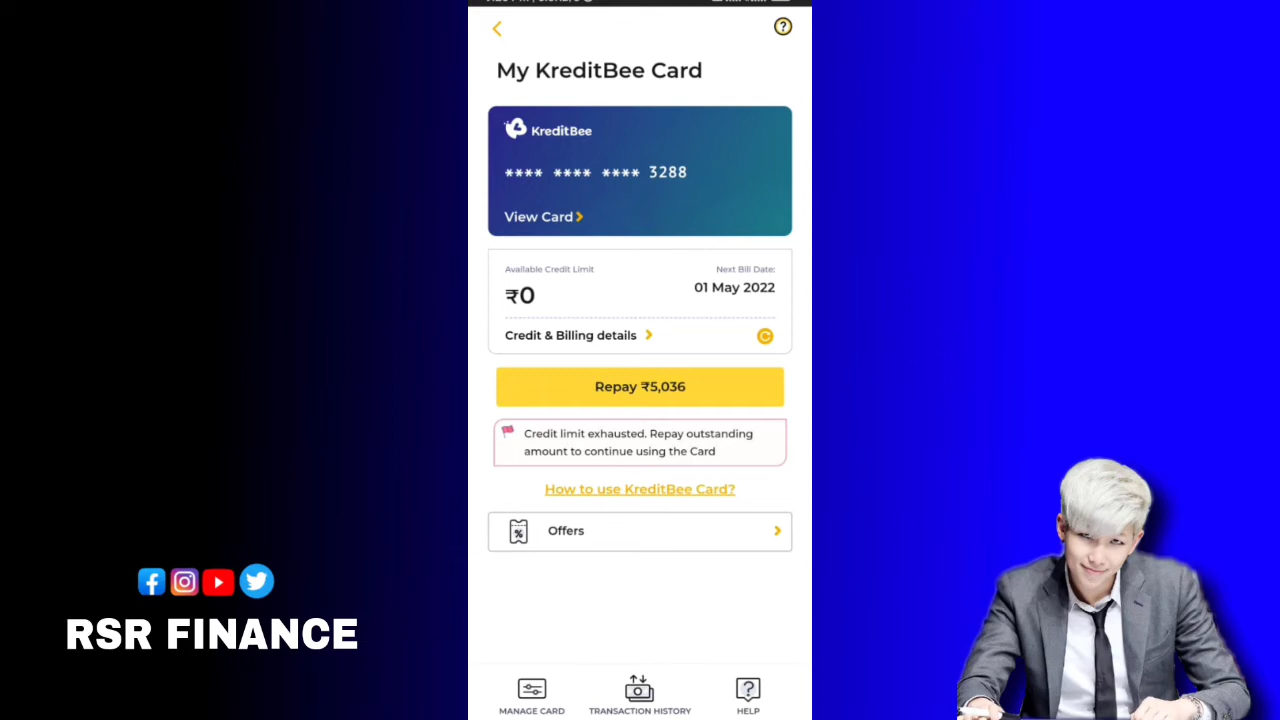 My KreditBee Card
KreditBee
**** **** **** 3288
View Card
Available Credit Limit
Next Bill Date:
₹0
01 May 2022
Credit & Billing details
Repay ₹5,036
Credit limit exhausted. Repay outstanding
amount to continue using the Card
How to use KreditBee Card?
Offers
RSR FINANCE
MANAGE CARD
TRANSACTION HISTORY
HELP